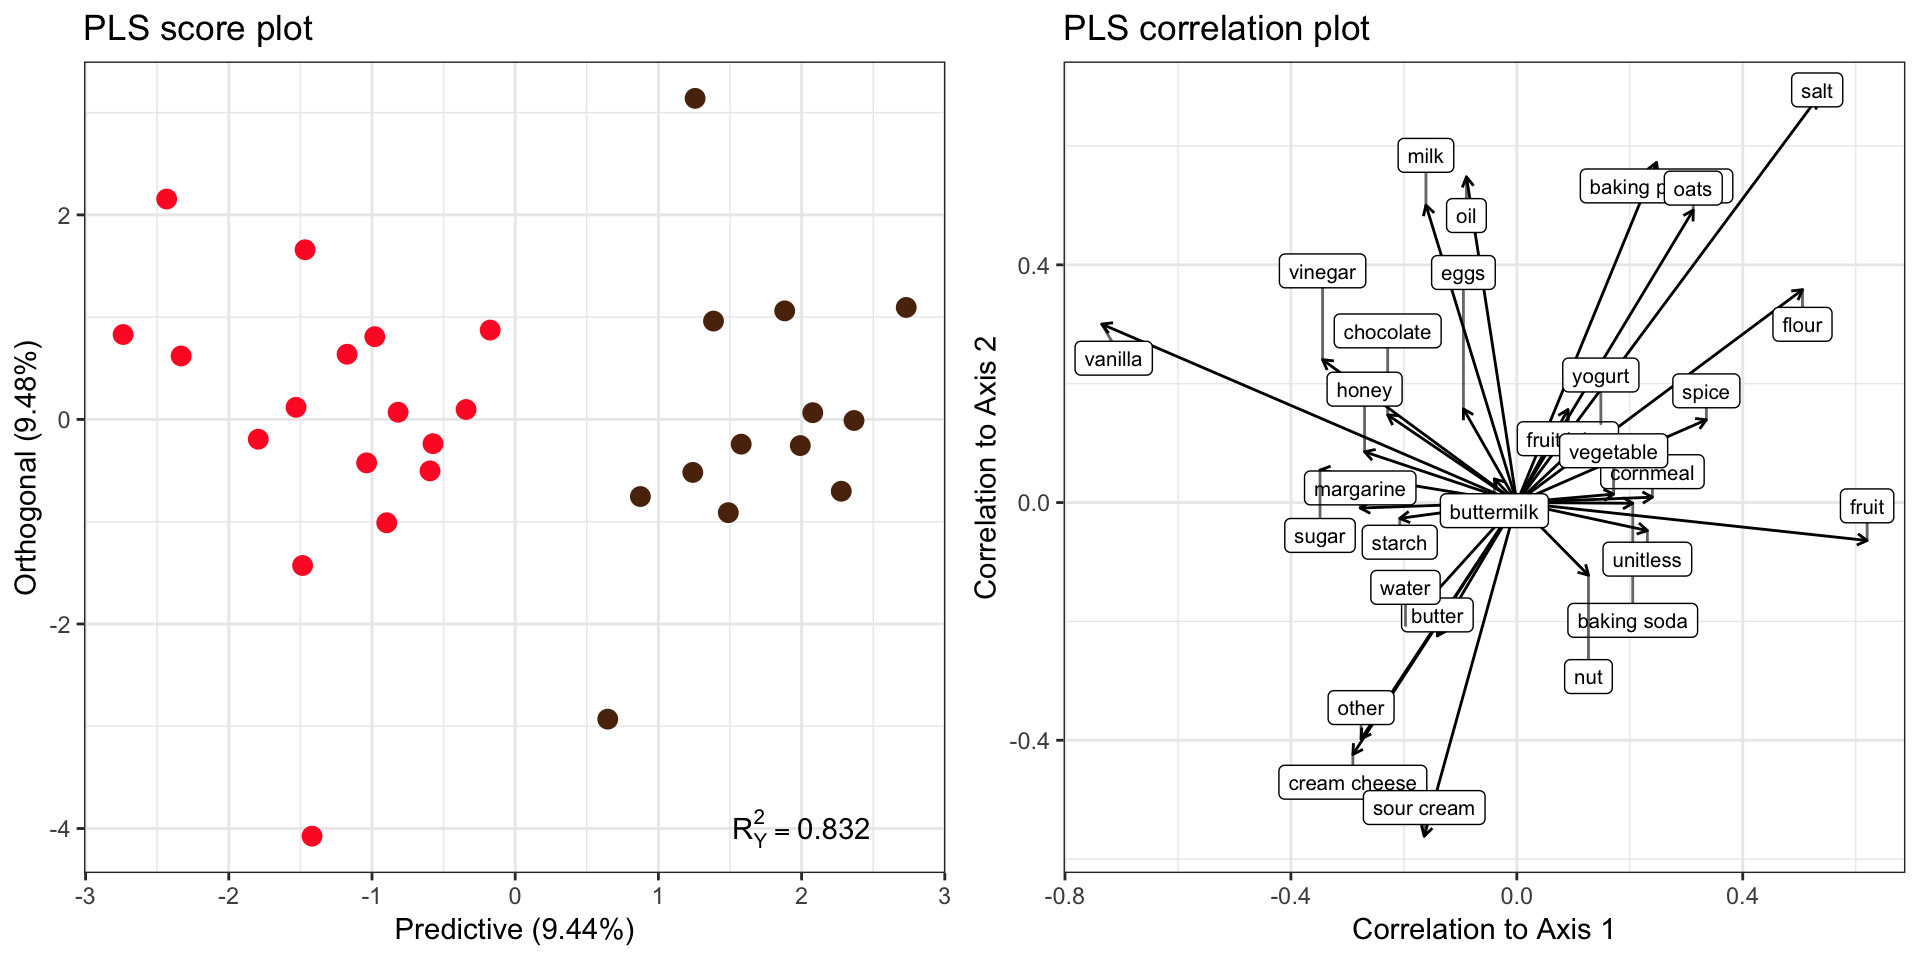 PLS score plot
Orthogonal (9.48%)
2
0
-2
-4
R²Y = 0.832
-3 -2 -1 0 1 2 3
Predictive (9.44%)
PLS correlation plot
Correlation to Axis 2
0.4
0.0
-0.4
salt
milk
baking
oats
oil
vinegar
eggs
chocolate
flour
vanilla
yogurt
honey
spice
fruit
vegetable
cornmeal
margarine
buttermilk
fruit
sugar
starch
unitless
water
butter
baking soda
nut
other
cream cheese
sour cream
-0.8 -0.4 0.0 0.4
Correlation to Axis 1